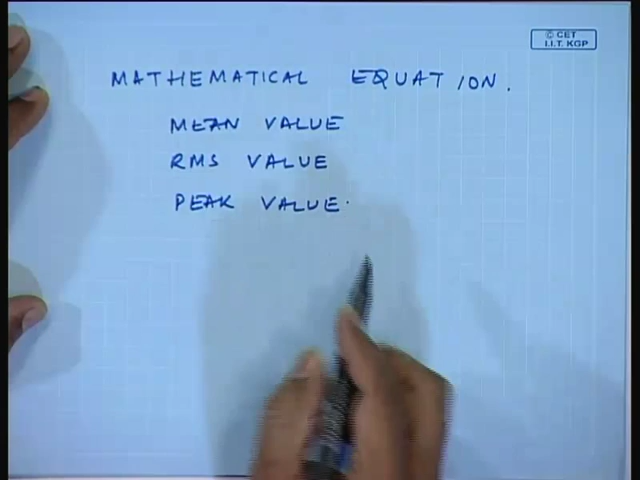 © CET
I.I.T. KGP
MATHEMATICAL EQUATION.
MEAN VALUE
RMS VALUE
PEAK VALUE.